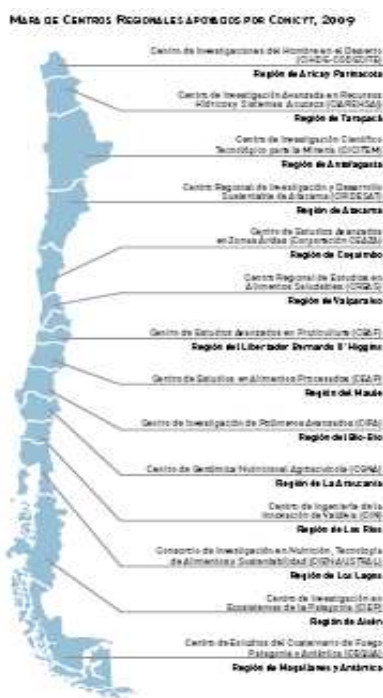 MAPA DE CENTROS REGIONALES APOYADOS POR CONICYT, 2009
Centro de Investigaciones del Hombre en el Desierto
(CIHDE-CODECITE)
Región de Arica y Parinacota
Centro de Investigación Avanzada en Recursos
Hídricos y Sistemas Acuosos (CIAREHSA)
Región de Tarapacá
Centro de Investigación Científico
Tecnológico para la Minería (CICITEM)
Región de Antofagasta
Centro Regional de Investigación y Desarrollo
Sustentable de Atacama (CRIDESAT)
Región de Atacama
Centro de Estudios Avanzados
en Zonas Áridas (Corporación CEAZA)
Región de Coquimbo
Centro Regional de Estudios en
Alimentos Saludables (CREAS)
Región de Valparaíso
Centro de Estudios Avanzados en Fruticultura (CEAF)
Región del Libertador Bernardo O'Higgins
Centro de Estudios en Alimentos Procesados (CEAP)
Región del Maule
Centro de Investigación de Polímeros Avanzados (CIPA)
Región del Bío-Bío
Centro de Genómica Nutricional Agroacuícola (CGNA)
Región de La Araucanía
Centro de Ingeniería de la
Innovación de Valdivia (CIN)
Región de Los Ríos
Consorcio de Investigación en Nutrición, Tecnología
de Alimentos y Sustentabilidad (CIENAUSTRAL)
Región de Los Lagos
Centro de Investigación en
Ecosistemas de la Patagonia (CIEP)
Región de Aisén
Centro de Estudios del Cuaternario de Fuego
Patagonia y Antártica (CEQUA)
Región de Magallanes y Antártica